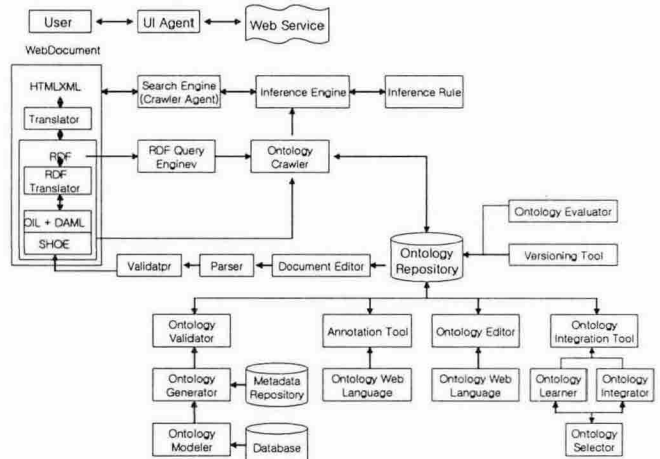 User
UI Agent
Web Service
WebDocument
HTMLXML
Search Engine
(Crawler Agent)
Inference Engine
Inference Rule
Translator
RDF
RDF Query
Enginev
Ontology
Crawler
RDF
Translator
OIL + DAML
SHOE
Ontology Evaluator
Ontology
Repository
Versioning Tool
Validatpr
Parser
Document Editor
Ontology
Validator
Annotation Tool
Ontology Editor
Ontology
Integration Tool
Ontology
Generator
Metadata
Repository
Ontology Web
Language
Ontology Web
Language
Ontology
Learner
Ontology
Integrator
Ontology
Modeler
Database
Ontology
Selector